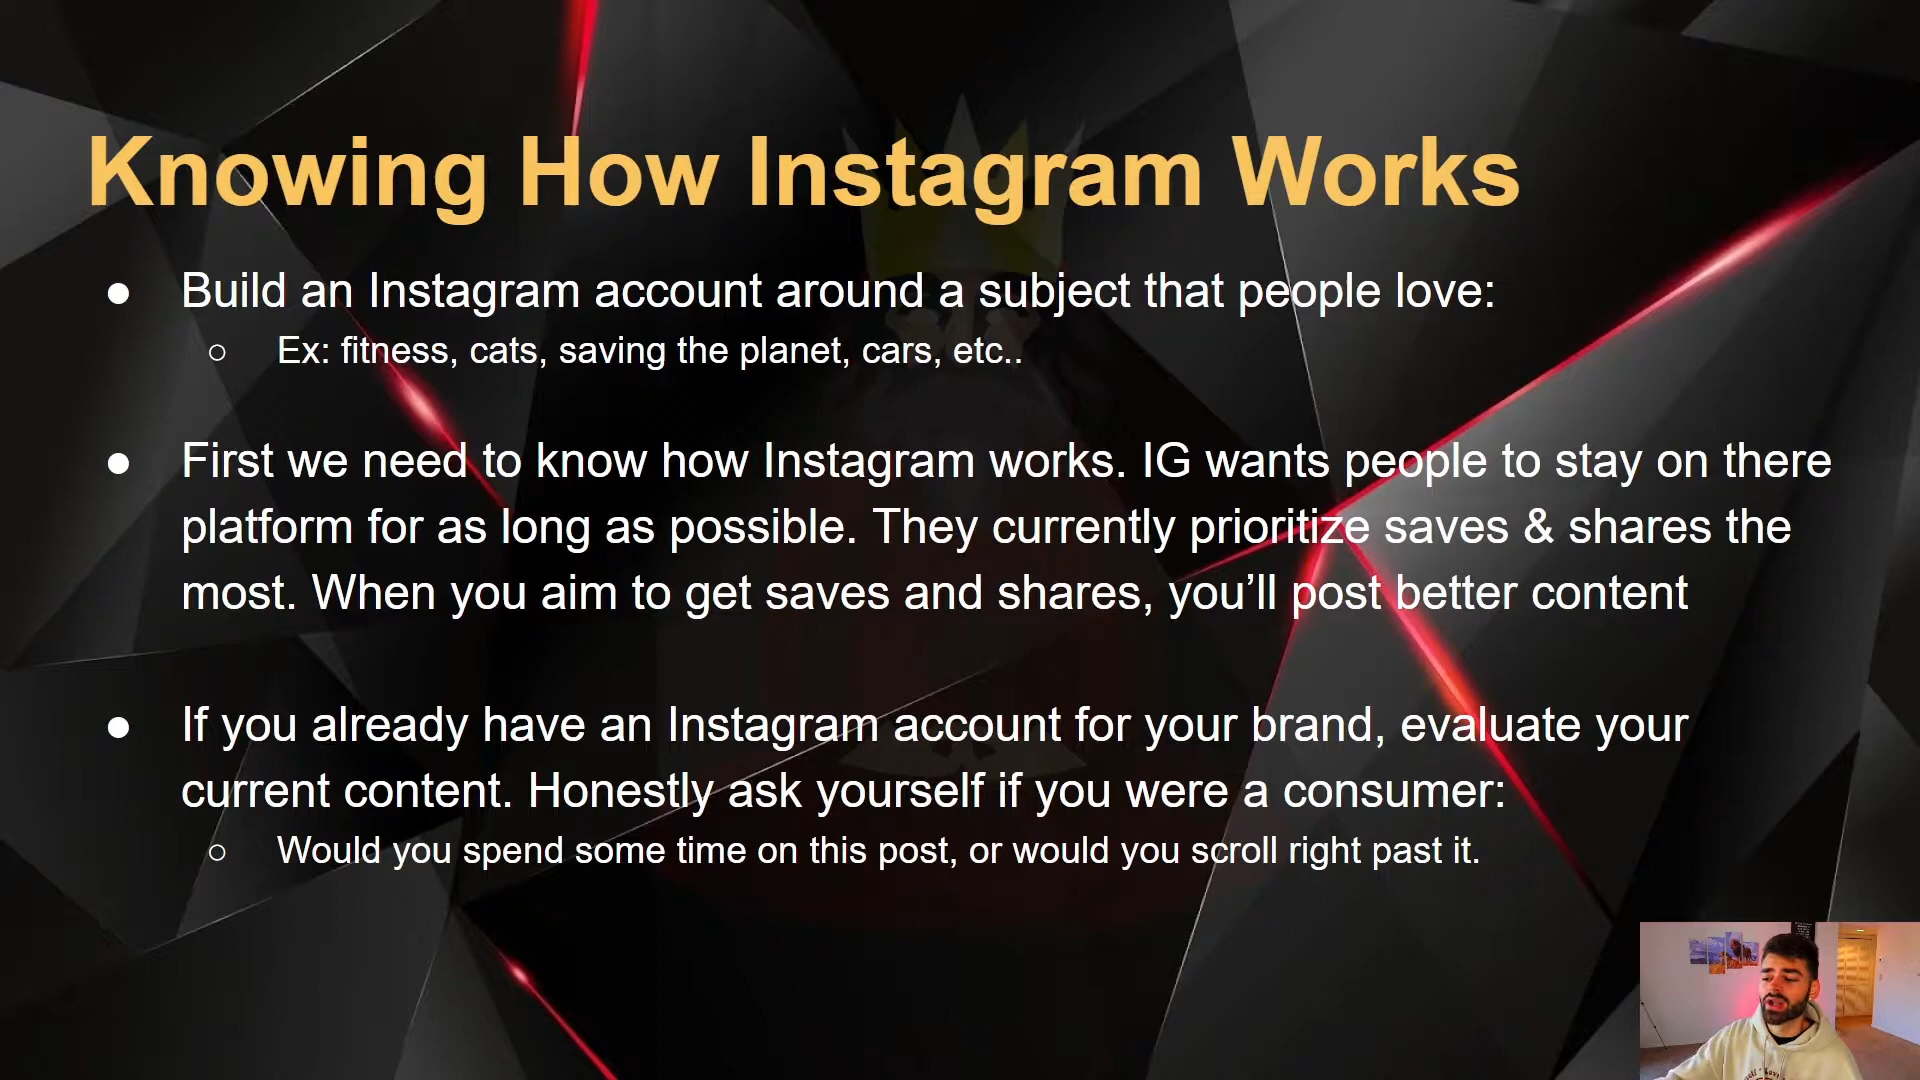 Knowing How Instagram Works
● Build an Instagram account around a subject that people love:
○ Ex: fitness, cats, saving the planet, cars, etc..
● First we need to know how Instagram works. IG wants people to stay on there
platform for as long as possible. They currently prioritize saves & shares the
most. When you aim to get saves and shares, you’ll post better content
● If you already have an Instagram account for your brand, evaluate your
current content. Honestly ask yourself if you were a consumer:
○ Would you spend some time on this post, or would you scroll right past it.